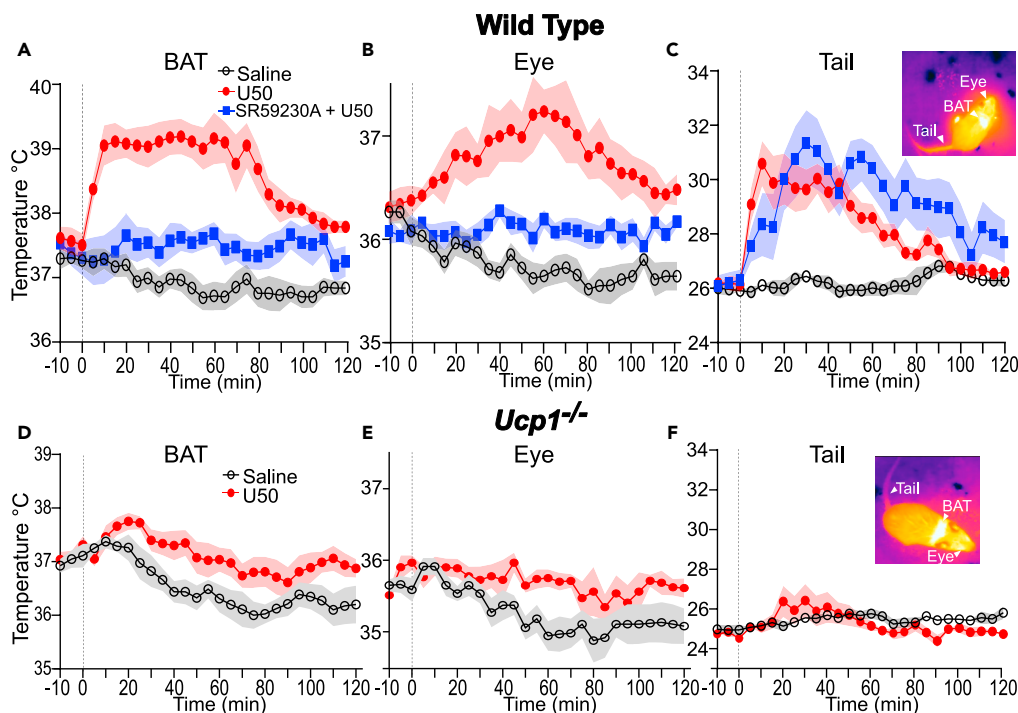 Wild Type
A
BAT
Saline
U50
SR59230A + U50
Temperature °C
40
39
38
37
36
-10 0 20 40 60 80 100 120
Time (min)
B
Eye
37
36
35
-10 0 20 40 60 80 100 120
Time (min)
C
Tail
34
32
30
28
26
24
-10 0 20 40 60 80 100 120
Time (min)
Eye
BAT
Tail
Ucp1-/-
D
BAT
Saline
U50
Temperature °C
39
38
37
36
35
-10 0 20 40 60 80 100 120
Time (min)
E
Eye
37
36
35
-10 0 20 40 60 80 100 120
Time (min)
F
Tail
34
32
30
28
26
24
-10 0 20 40 60 80 100 120
Time (min)
Tail
BAT
Eye